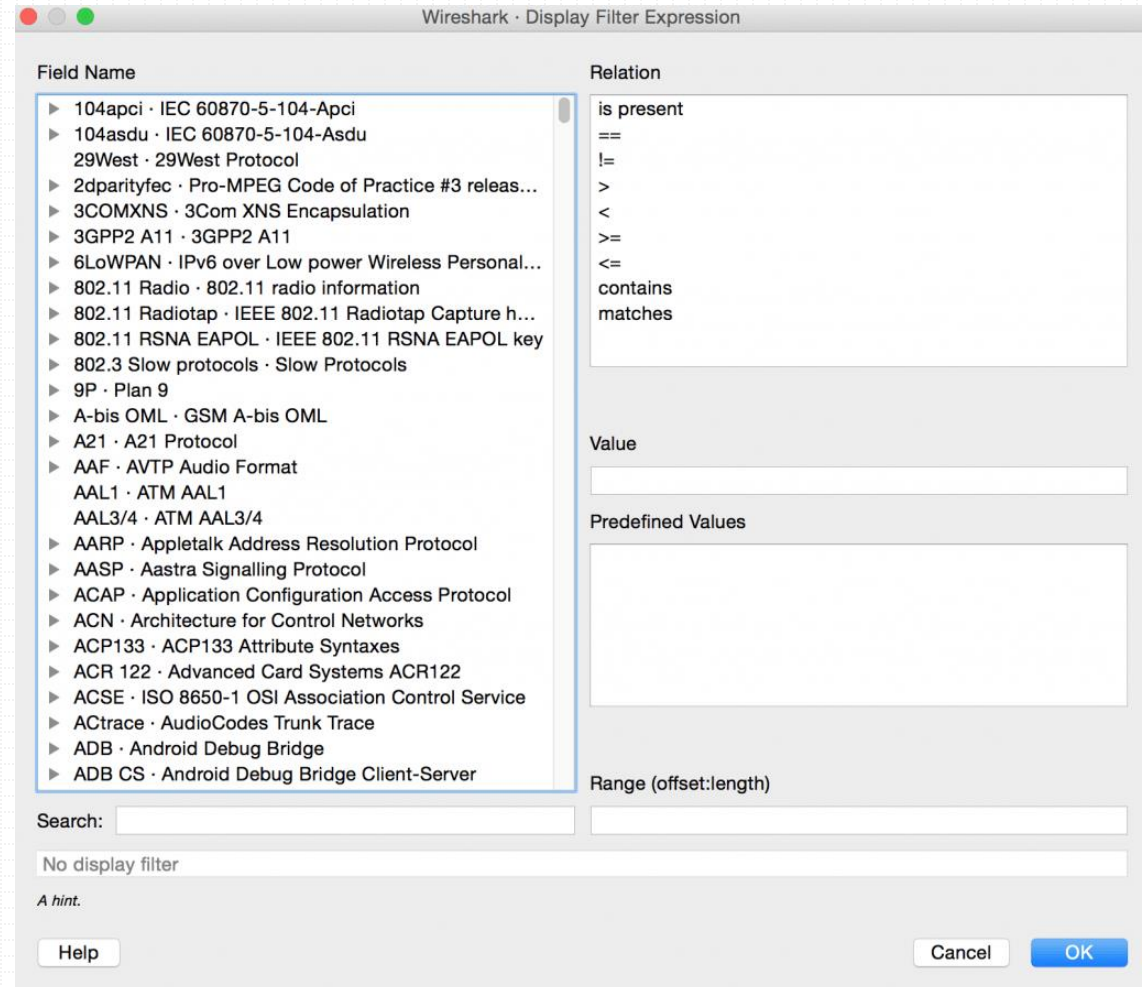 Wireshark · Display Filter Expression
Field Name
104apci · IEC 60870-5-104-Apci
104asdu · IEC 60870-5-104-Asdu
29West · 29West Protocol
2dparityfec · Pro-MPEG Code of Practice #3 releas...
3COMXNS · 3Com XNS Encapsulation
3GPP2 A11 · 3GPP2 A11
6LoWPAN · IPv6 over Low power Wireless Personal...
802.11 Radio · 802.11 radio information
802.11 Radiotap · IEEE 802.11 Radiotap Capture h...
802.11 RSNA EAPOL · IEEE 802.11 RSNA EAPOL key
802.3 Slow protocols · Slow Protocols
9P · Plan 9
A-bis OML · GSM A-bis OML
A21 · A21 Protocol
AAF · AVTP Audio Format
AAL1 · ATM AAL1
AAL3/4 · ATM AAL3/4
AARP · Appletalk Address Resolution Protocol
AASP · Aastra Signalling Protocol
ACAP · Application Configuration Access Protocol
ACN · Architecture for Control Networks
ACP133 · ACP133 Attribute Syntaxes
ACR 122 · Advanced Card Systems ACR122
ACSE · ISO 8650-1 OSI Association Control Service
ACtrace · AudioCodes Trunk Trace
ADB · Android Debug Bridge
ADB CS · Android Debug Bridge Client-Server
Search:
Relation
is present
==
!=
>
<
>=
<=
contains
matches
Value
Predefined Values
Range (offset:length)
No display filter
A hint.
Help
Cancel
OK